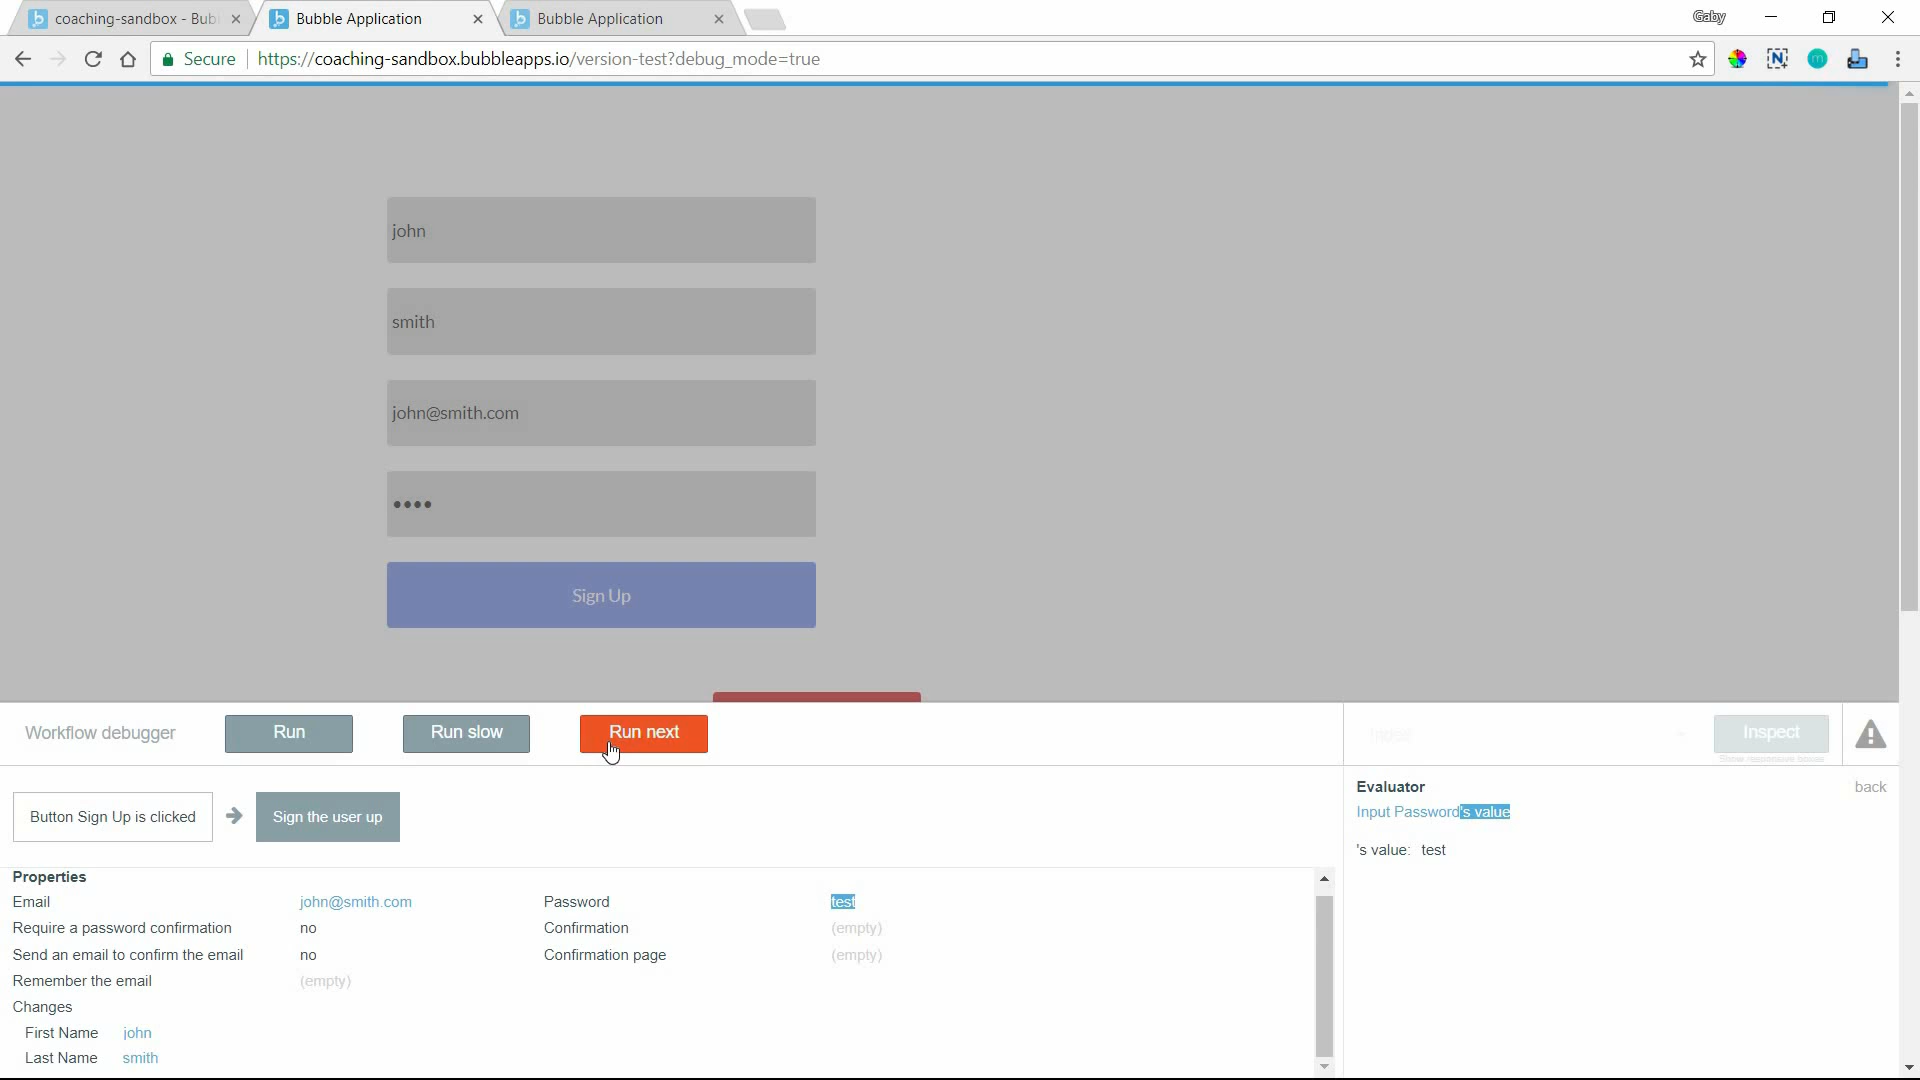 coaching-sandbox - Bub
Bubble Application
Bubble Application
Gaby
Secure
https://coaching-sandbox.bubbleapps.io/version-test?debug_mode=true
john
smith
john@smith.com
••••
Sign Up
Workflow debugger
Run
Run slow
Run next
Index
Inspect
Show responsive boxes
Button Sign Up is clicked
Sign the user up
Evaluator
back
Input Password's value
's value: test
Properties
Email john@smith.com Password test
Require a password confirmation no Confirmation (empty)
Send an email to confirm the email no Confirmation page (empty)
Remember the email (empty)
Changes
First Name john
Last Name smith